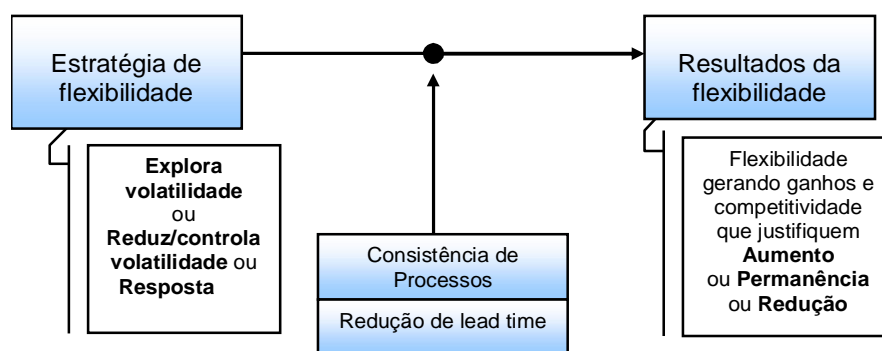 Estratégia de
flexibilidade
Resultados da
flexibilidade
Explora
volatilidade
ou
Reduz/controla
volatilidade ou
Resposta
Consistência de
Processos
Redução de lead time
Flexibilidade
gerando ganhos e
competitividade
que justifiquem
Aumento
ou Permanência
ou Redução